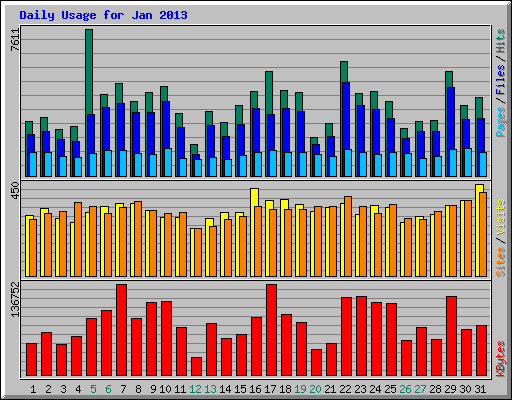 Daily Usage for Jan 2013
7611
Pages / Files / Hits
450
Sites / Visits
136752
KBytes
1 2 3 4 5 6 7 8 9 10 11 12 13 14 15 16 17 18 19 20 21 22 23 24 25 26 27 28 29 30 31